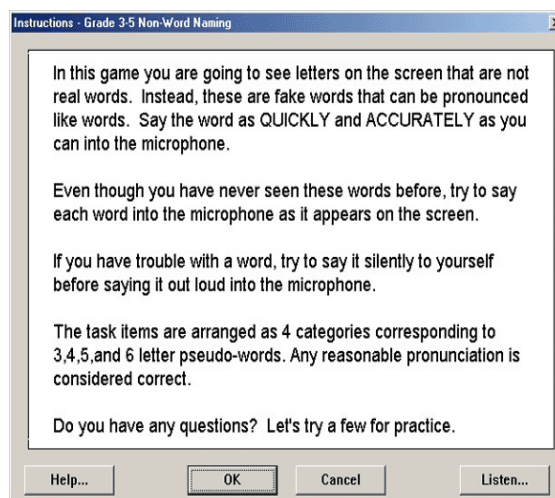 Instructions - Grade 3-5 Non-Word Naming
In this game you are going to see letters on the screen that are not
real words.  Instead, these are fake words that can be pronounced
like words.  Say the word as QUICKLY and ACCURATELY as you
can into the microphone.
Even though you have never seen these words before, try to say
each word into the microphone as it appears on the screen.
If you have trouble with a word, try to say it silently to yourself
before saying it out loud into the microphone.
The task items are arranged as 4 categories corresponding to
3,4,5,and 6 letter pseudo-words. Any reasonable pronunciation is
considered correct.
Do you have any questions?  Let's try a few for practice.
Help... OK Cancel Listen...